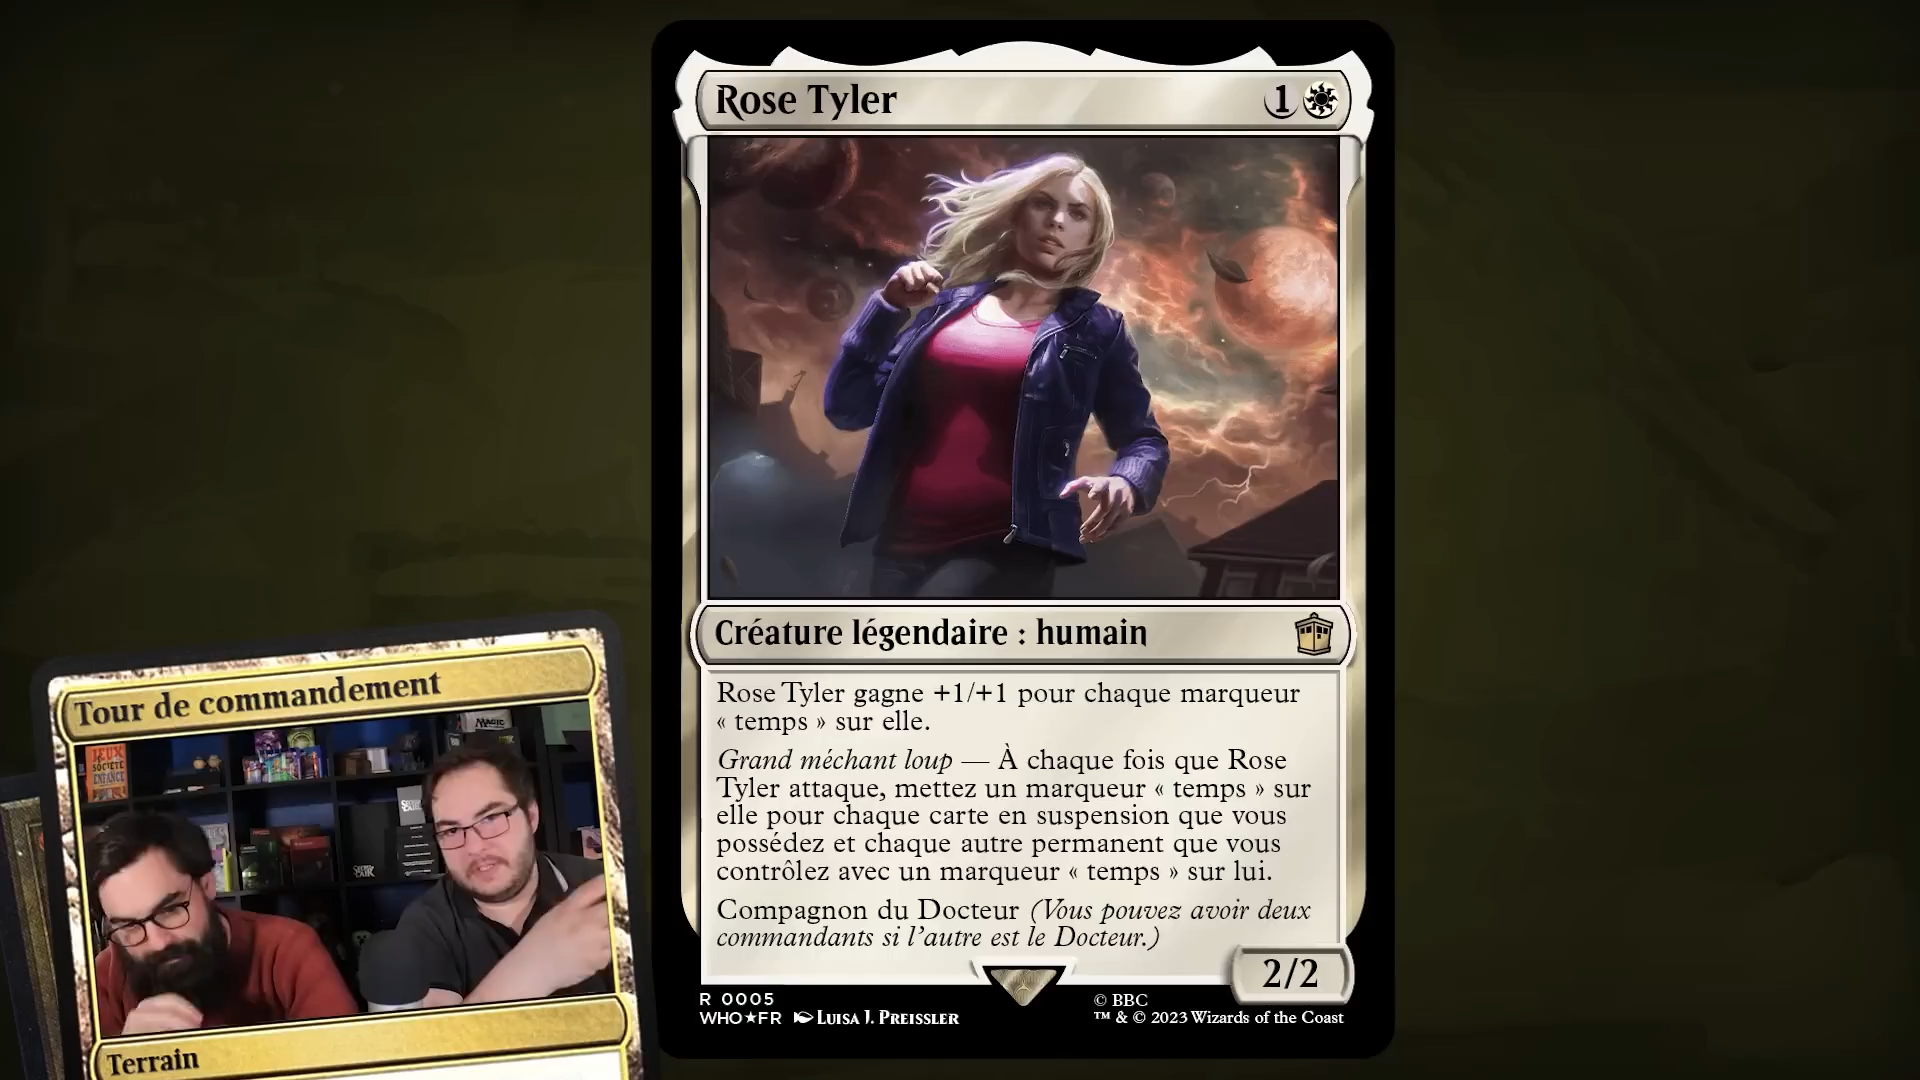 Rose Tyler
1
Créature légendaire : humain
Rose Tyler gagne +1/+1 pour chaque marqueur
« temps » sur elle.
Grand méchant loup — À chaque fois que Rose
Tyler attaque, mettez un marqueur « temps » sur
elle pour chaque carte en suspension que vous
possédez et chaque autre permanent que vous
contrôlez avec un marqueur « temps » sur lui.
Compagnon du Docteur (Vous pouvez avoir deux
commandants si l’autre est le Docteur.)
2/2
R 0005
WHO★FR Luisa J. Preissler
© BBC
™ & © 2023 Wizards of the Coast
Tour de commandement
JEUX
SOCIÉTÉ
ENFANCE
MAGIC
Terrain